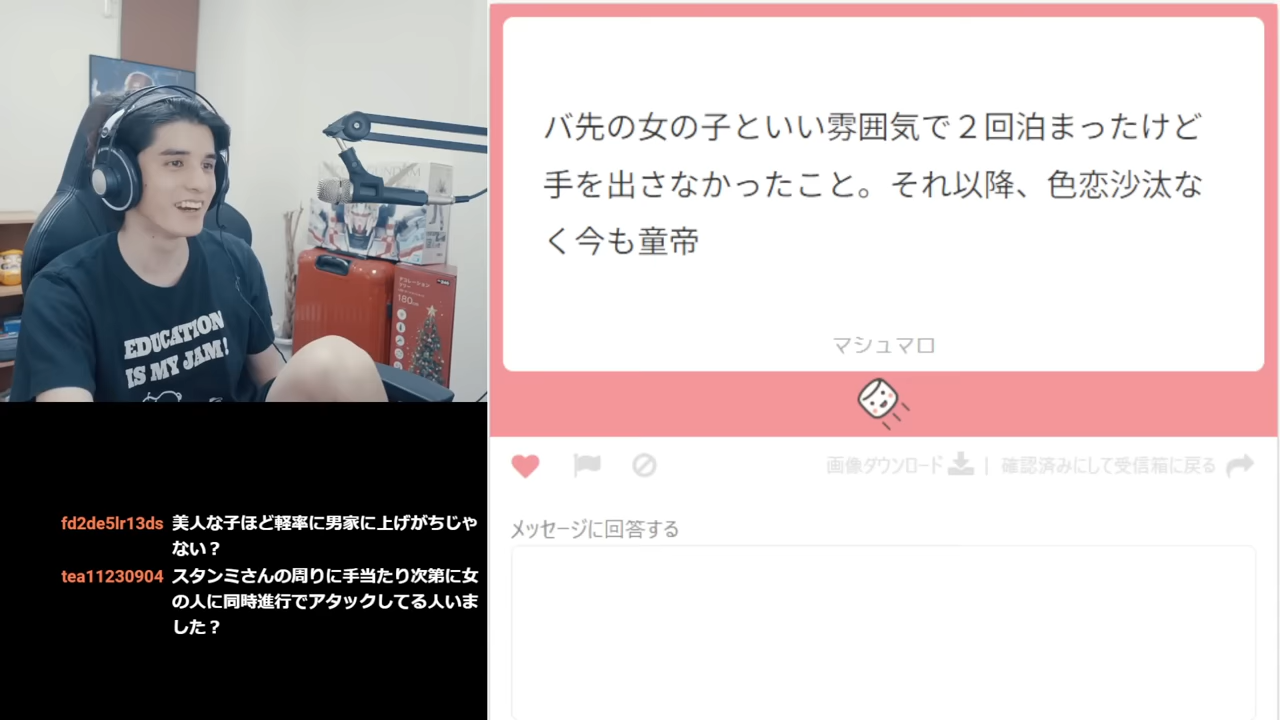 バ先の女の子といい雰囲気で２回泊まったけど
手を出さなかったこと。それ以降、色恋沙汰な
く今も童帝
マシュマロ
画像ダウンロード | 確認済みにして受信箱に戻る
メッセージに回答する
EDUCATION
IS MY JAM!
180cm
fd2de5lr13ds 美人な子ほど軽率に男家に上げがちじゃ
ない？
tea11230904 スタンミさんの周りに手当たり次第に女
の人に同時進行でアタックしてる人いま
した？